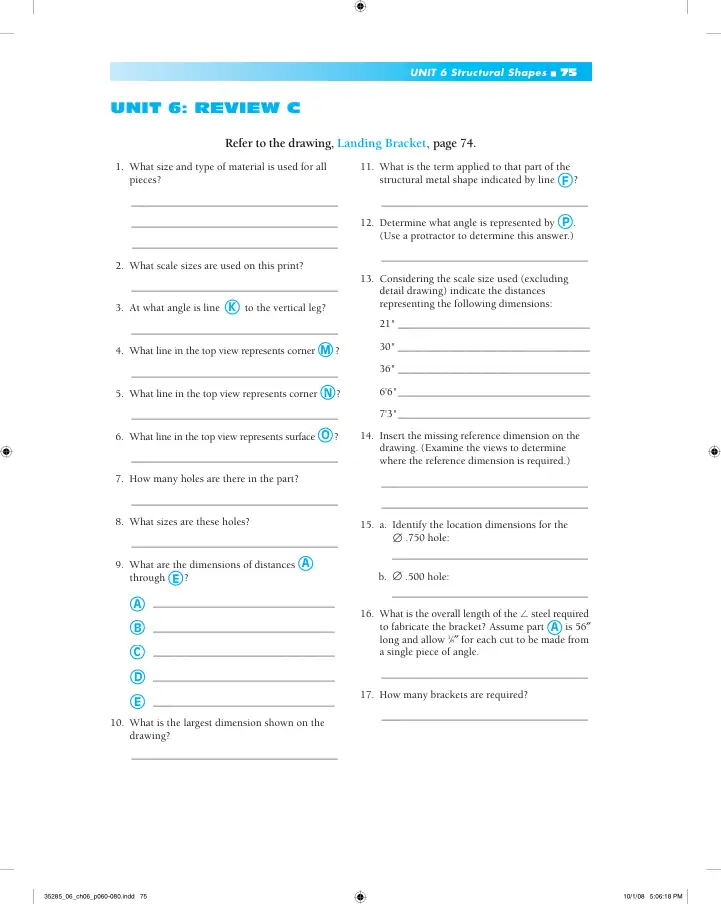 UNIT 6 Structural Shapes ■ 75
UNIT 6: REVIEW C
Refer to the drawing, Landing Bracket, page 74.
1. What size and type of material is used for all
pieces?
2. What scale sizes are used on this print?
3. At what angle is line K to the vertical leg?
4. What line in the top view represents corner M ?
5. What line in the top view represents corner N ?
6. What line in the top view represents surface O ?
7. How many holes are there in the part?
8. What sizes are these holes?
9. What are the dimensions of distances A
through E ?
A
B
C
D
E
10. What is the largest dimension shown on the
drawing?
11. What is the term applied to that part of the
structural metal shape indicated by line F ?
12. Determine what angle is represented by P .
(Use a protractor to determine this answer.)
13. Considering the scale size used (excluding
detail drawing) indicate the distances
representing the following dimensions:
21"
30"
36"
6'6"
7'3"
14. Insert the missing reference dimension on the
drawing. (Examine the views to determine
where the reference dimension is required.)
15. a. Identify the location dimensions for the
∅ .750 hole:
b. ∅ .500 hole:
16. What is the overall length of the ∠ steel required
to fabricate the bracket? Assume part A is 56″
long and allow ″ for each cut to be made from
a single piece of angle.
17. How many brackets are required?
35285_06_ch06_p060-080.indd 75
10/1/08 5:06:18 PM